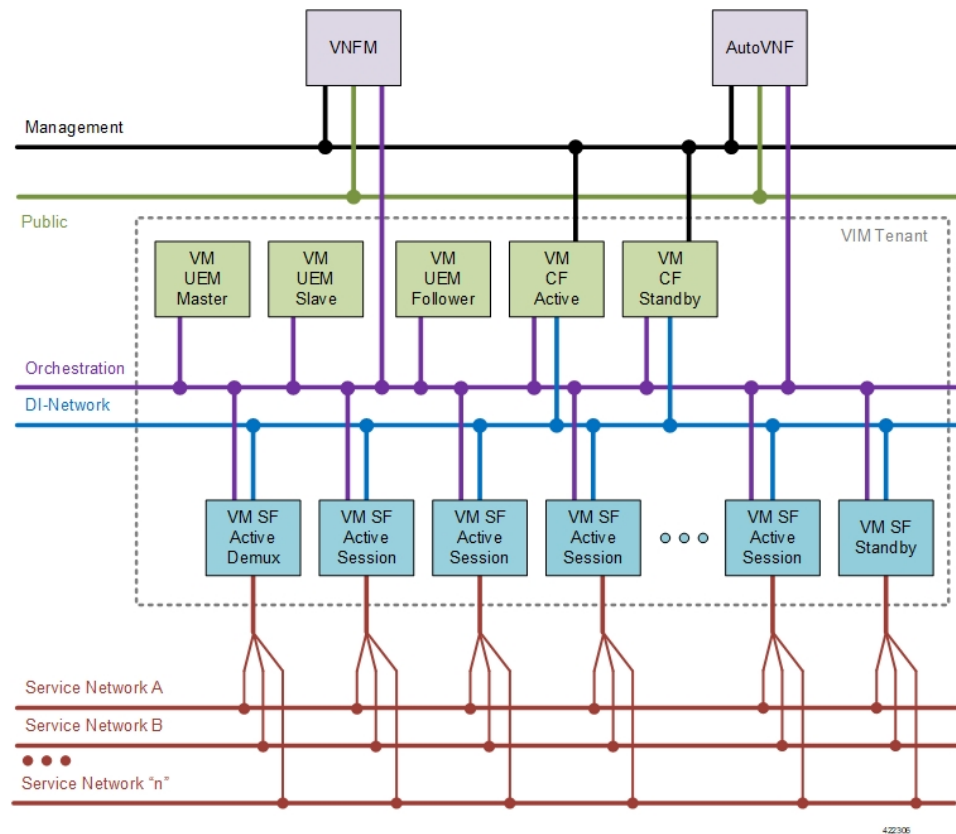 VNFM
AutoVNF
Management
Public
VIM Tenant
VM
UEM
Master
VM
UEM
Slave
VM
UEM
Follower
VM
CF
Active
VM
CF
Standby
Orchestration
DI-Network
VM SF
Active
Demux
VM SF
Active
Session
VM SF
Active
Session
VM SF
Active
Session
VM SF
Active
Session
VM SF
Standby
Service Network A
Service Network B
Service Network “n”
422306